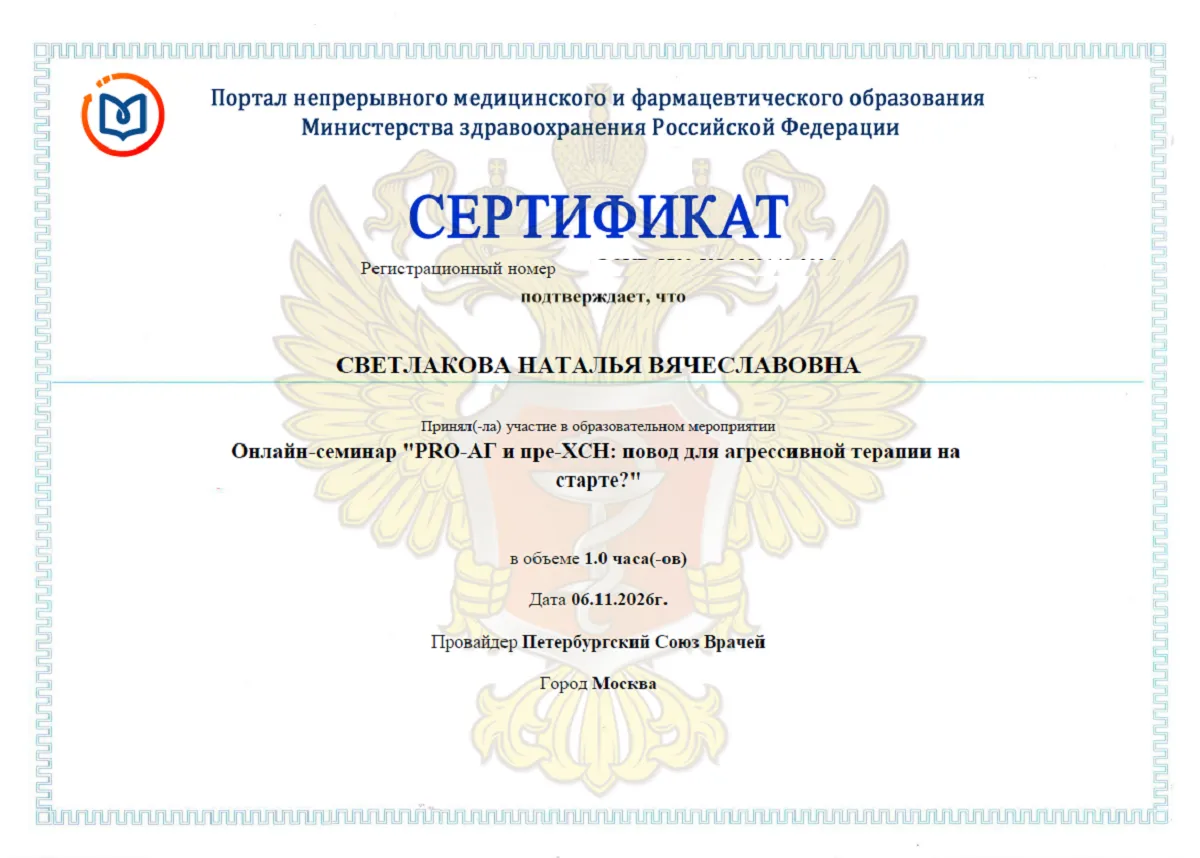 Портал непрерывного медицинского и фармацевтического образования
Министерства здравоохранения Российской Федерации
СЕРТИФИКАТ
Регистрационный номер
подтверждает, что
СВЕТЛАКОВА НАТАЛЬЯ ВЯЧЕСЛАВОВНА
Принял(-ла) участие в образовательном мероприятии
Онлайн-семинар "PRO-АГ и пре-ХСН: повод для агрессивной терапии на
старте?"
в объеме 1.0 часа(-ов)
Дата 06.11.2026г.
Провайдер Петербургский Союз Врачей
Город Москва